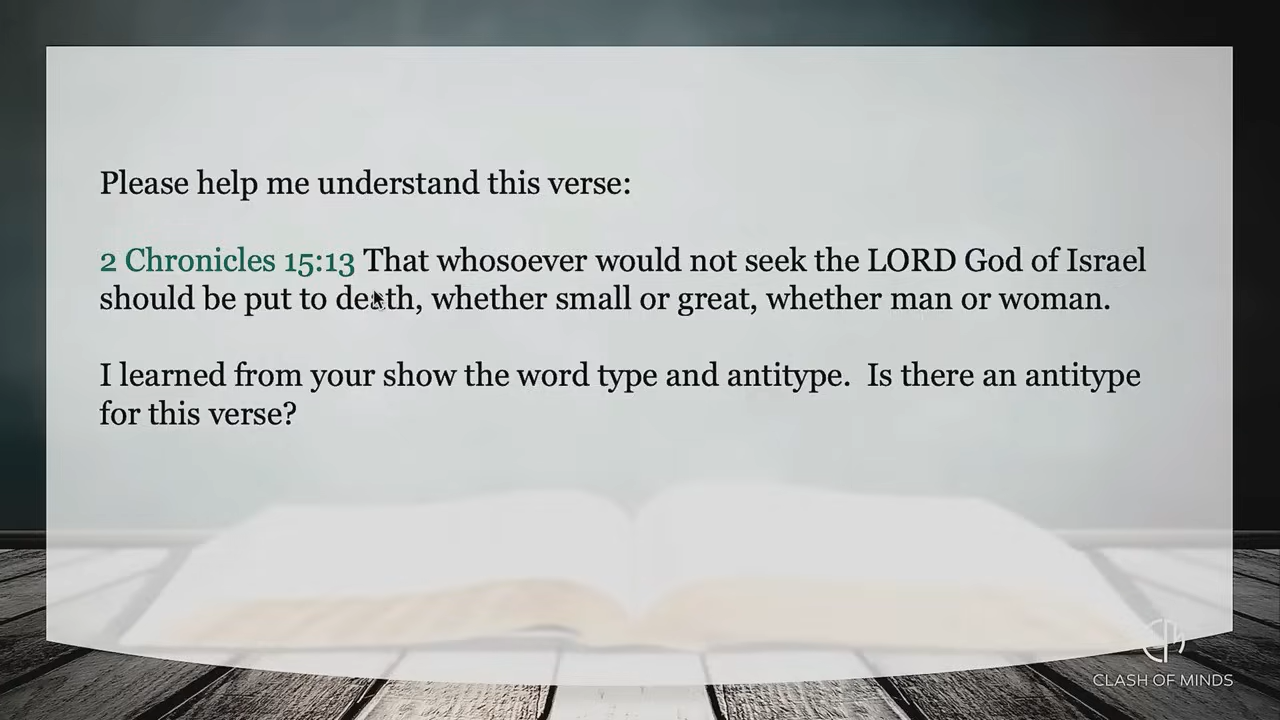 Please help me understand this verse:
2 Chronicles 15:13 That whosoever would not seek the LORD God of Israel
should be put to death, whether small or great, whether man or woman.
I learned from your show the word type and antitype.  Is there an antitype
for this verse?
CLASH OF MINDS